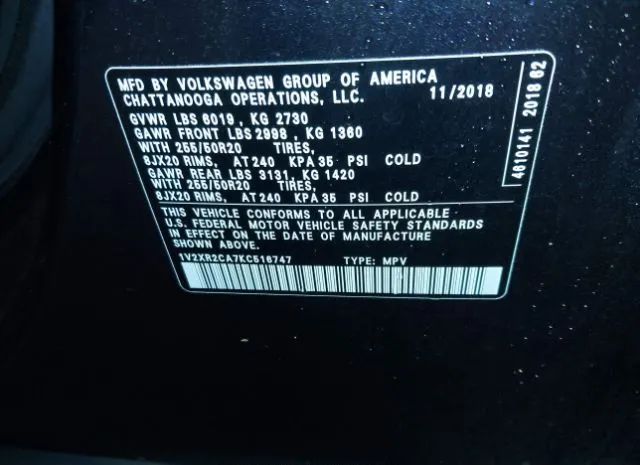 MFD BY VOLKSWAGEN GROUP OF AMERICA
CHATTANOOGA OPERATIONS, LLC. 11/2018
GVWR LBS 6019, KG 2730
GAWR FRONT LBS 2998, KG 1360
WITH 255/50R20 TIRES,
8JX20 RIMS, AT 240 KPA 35 PSI COLD
GAWR REAR LBS 3131, KG 1420
WITH 255/50R20 TIRES,
8JX20 RIMS, AT 240 KPA 35 PSI COLD
THIS VEHICLE CONFORMS TO ALL APPLICABLE
U.S. FEDERAL MOTOR VEHICLE SAFETY STANDARDS
IN EFFECT ON THE DATE OF MANUFACTURE
SHOWN ABOVE.
1V2XR2CA7KC516747 TYPE: MPV
4610141 2018 62